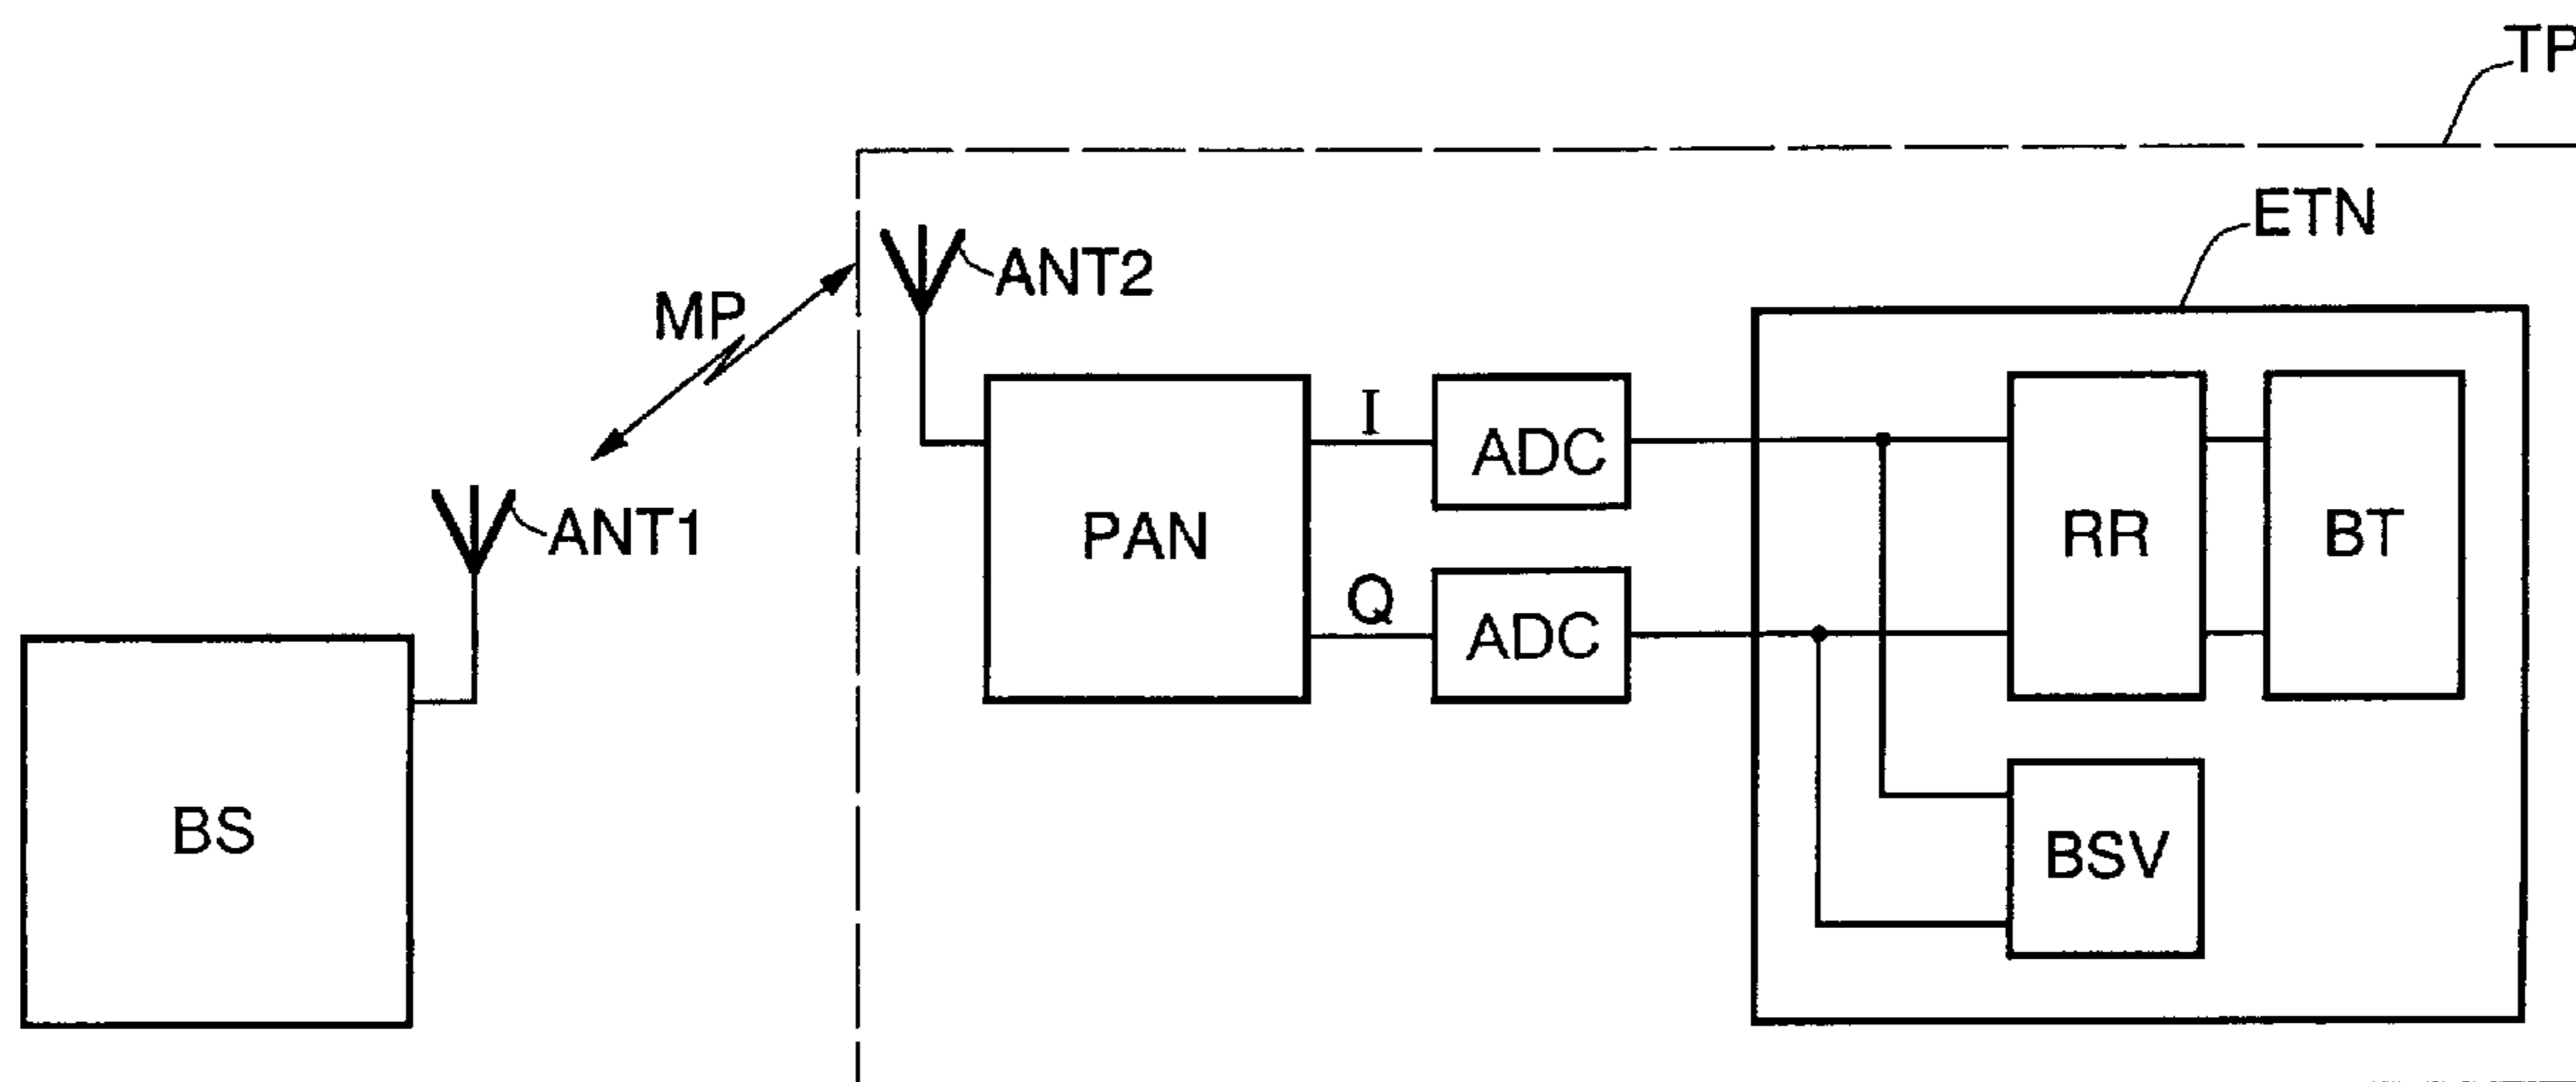 TP
ETN
ANT2
MP
I
ADC
RR
BT
PAN
ANT1
Q
ADC
BS
BSV